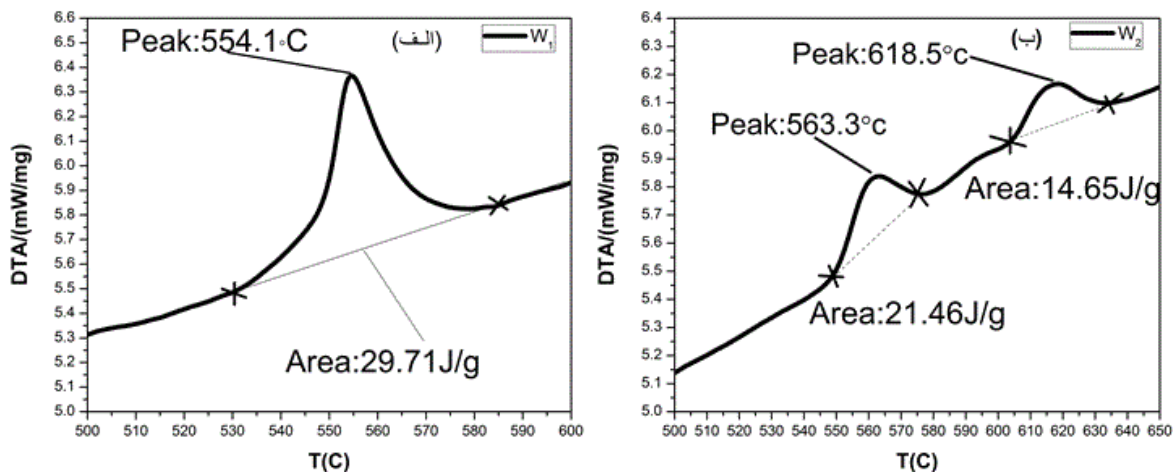 6.6
6.5
6.4
6.3
6.2
6.1
6.0
5.9
5.8
5.7
5.6
5.5
5.4
5.3
5.2
5.1
5.0
DTA/(mW/mg)
Peak:554.1◦C
(الف)
W1
Area:29.71J/g
500 510 520 530 540 550 560 570 580 590 600
T(C)
6.4
6.3
6.2
6.1
6.0
5.9
5.8
5.7
5.6
5.5
5.4
5.3
5.2
5.1
5.0
DTA/(mW/mg)
(ب)
W2
Peak:618.5°c
Peak:563.3°c
Area:14.65J/g
Area:21.46J/g
500 510 520 530 540 550 560 570 580 590 600 610 620 630 640 650
T(C)